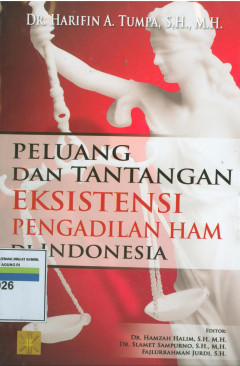 DR. HARIFIN A. TUMPA, S.H., M.H.
PELUANG
DAN TANTANGAN
EKSISTENSI
PENGADILAN HAM
DI INDONESIA
026
EDITOR:
DR. HAMZAH HALIM, S.H. M.H.
DR. SLAMET SAMPURNO, S.H., M.H.
FAJLURRAHMAN JURDI, S.H.